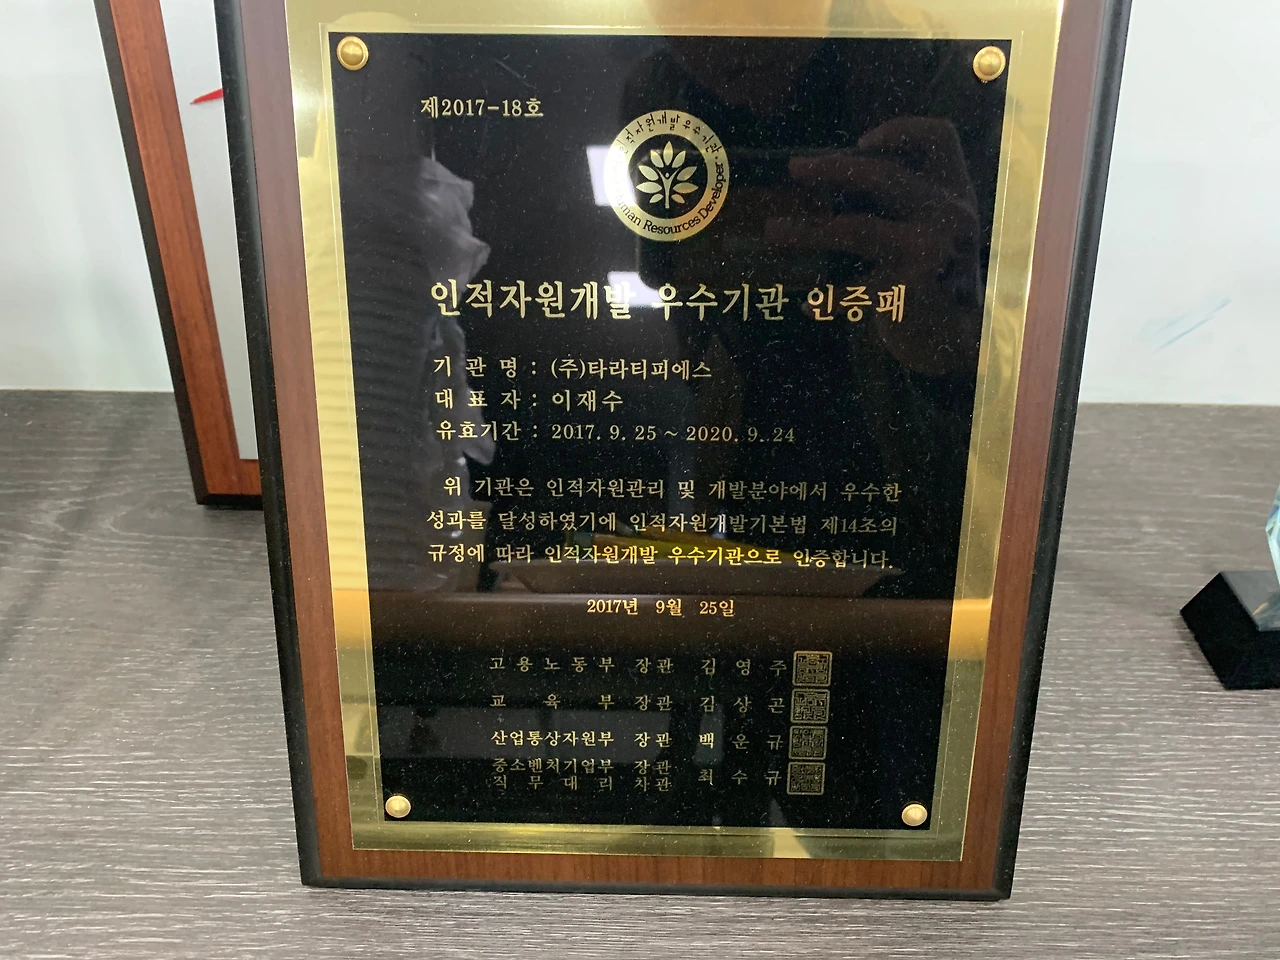 제2017-18호
인적자원개발우수기관
Human Resources Developer
인적자원개발 우수기관 인증패
기 관 명 : (주)타라티피에스
대 표 자 : 이재수
유효기간 : 2017. 9. 25 ~ 2020. 9. 24
위 기관은 인적자원관리 및 개발분야에서 우수한
성과를 달성하였기에 인적자원개발기본법 제14조의
규정에 따라 인적자원개발 우수기관으로 인증합니다.
2017년 9월 25일
고용노동부 장관 김영주
교 육 부 장관 김상곤
산업통상자원부 장관 백운규
중소벤처기업부 장관
직무대리 차관 최수규